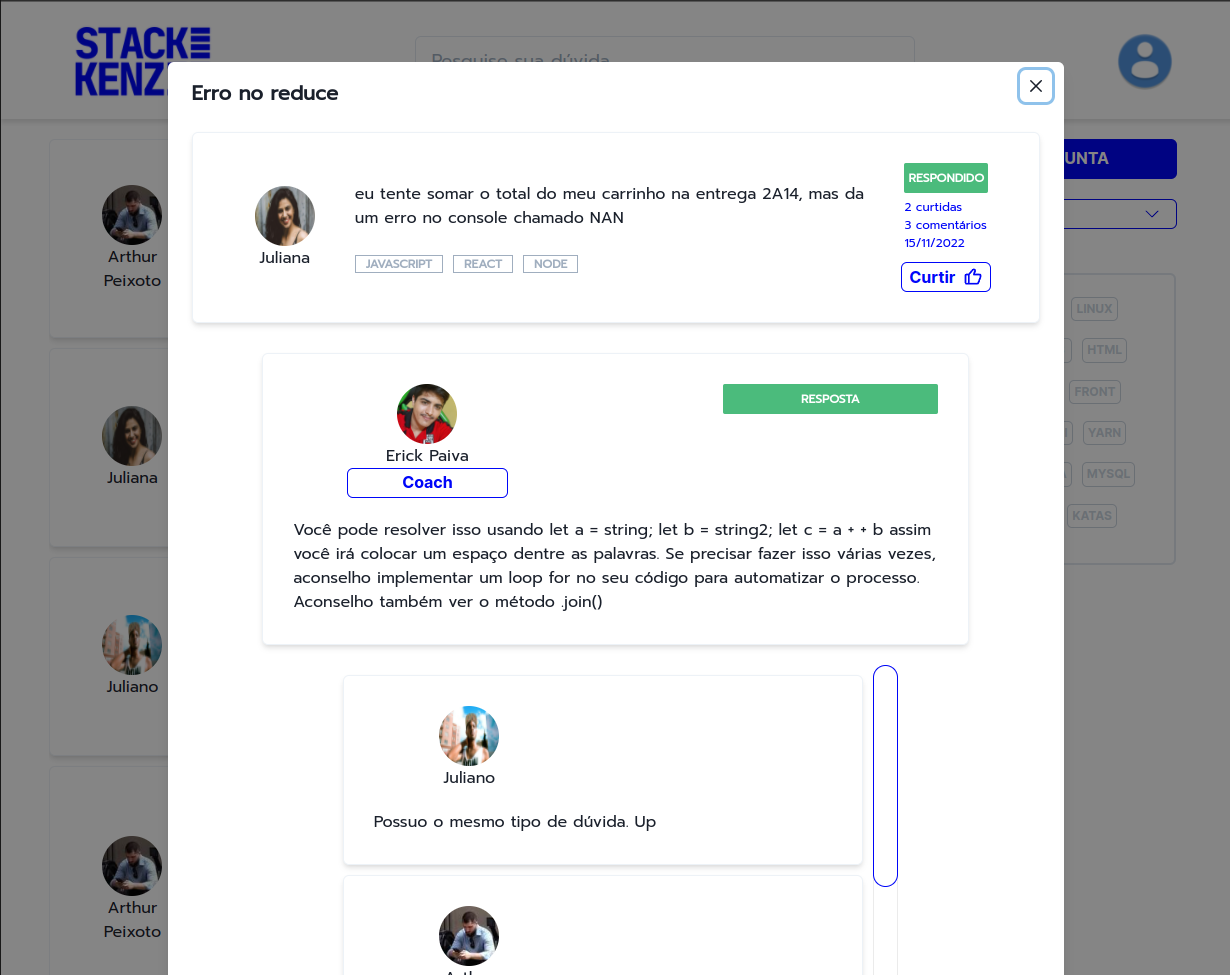 STACK
KENZ
Pesquise sua dúvida
Erro no reduce
eu tente somar o total do meu carrinho na entrega 2A14, mas da
um erro no console chamado NAN
Juliana
JAVASCRIPT REACT NODE
RESPONDIDO
2 curtidas
3 comentários
15/11/2022
Curtir
RESPOSTA
Erick Paiva
Coach
Você pode resolver isso usando let a = string; let b = string2; let c = a + + b assim
você irá colocar um espaço dentre as palavras. Se precisar fazer isso várias vezes,
aconselho implementar um loop for no seu código para automatizar o processo.
Aconselho também ver o método .join()
Juliano
Possuo o mesmo tipo de dúvida. Up
Arthur
Peixoto
Juliana
Juliano
Arthur
Peixoto
UNTA
LINUX
HTML
FRONT
YARN
MYSQL
KATAS